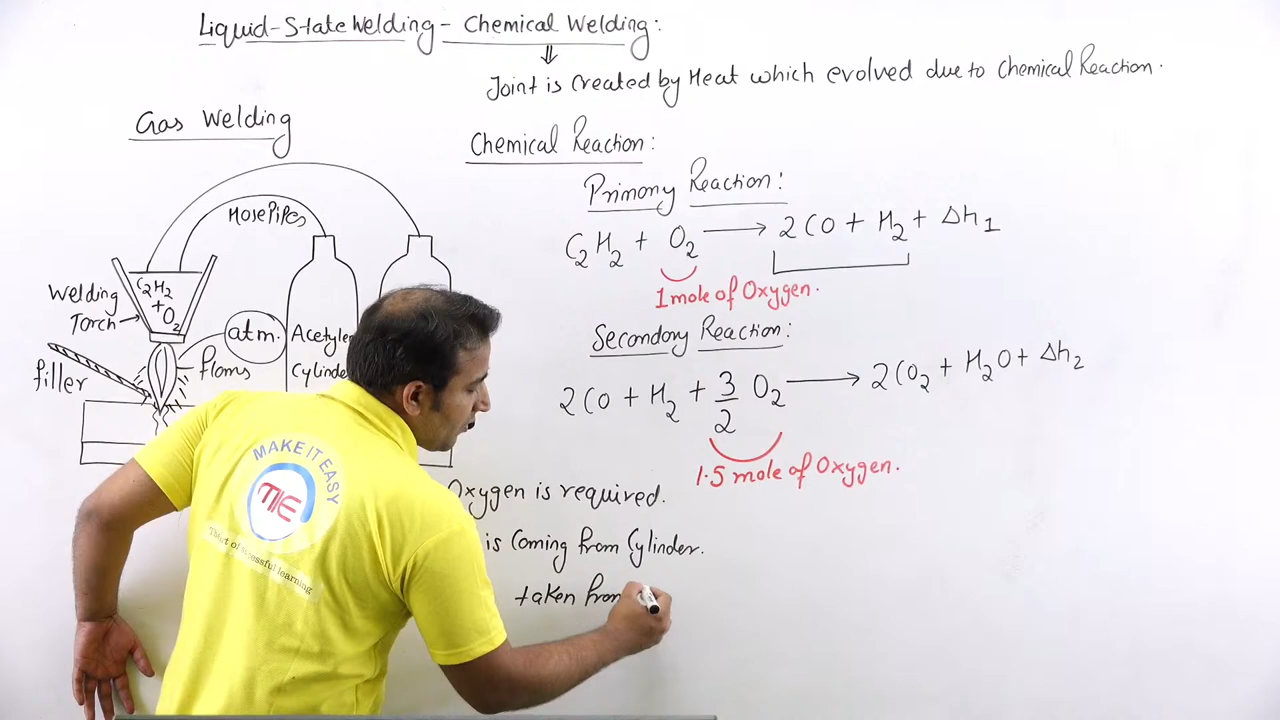 Liquid-State Welding - Chemical Welding:
⇓
Joint is Created by Heat which evolved due to Chemical Reaction.
Gas Welding
Chemical Reaction:
Primary Reaction:
C₂H₂ + O₂ → 2CO + H₂ + Δh₁
1 mole of Oxygen.
Hose Pipes
C₂H₂
+ O₂
Welding
Torch →
atm.
Acetyle
Cylind
filler
Secondary Reaction:
2CO + H₂ + 3/2 O₂ → 2CO₂ + H₂O + Δh₂
1.5 mole of Oxygen.
Oxygen is required.
is Coming from Cylinder.
taken from
MAKE IT EASY
TIE